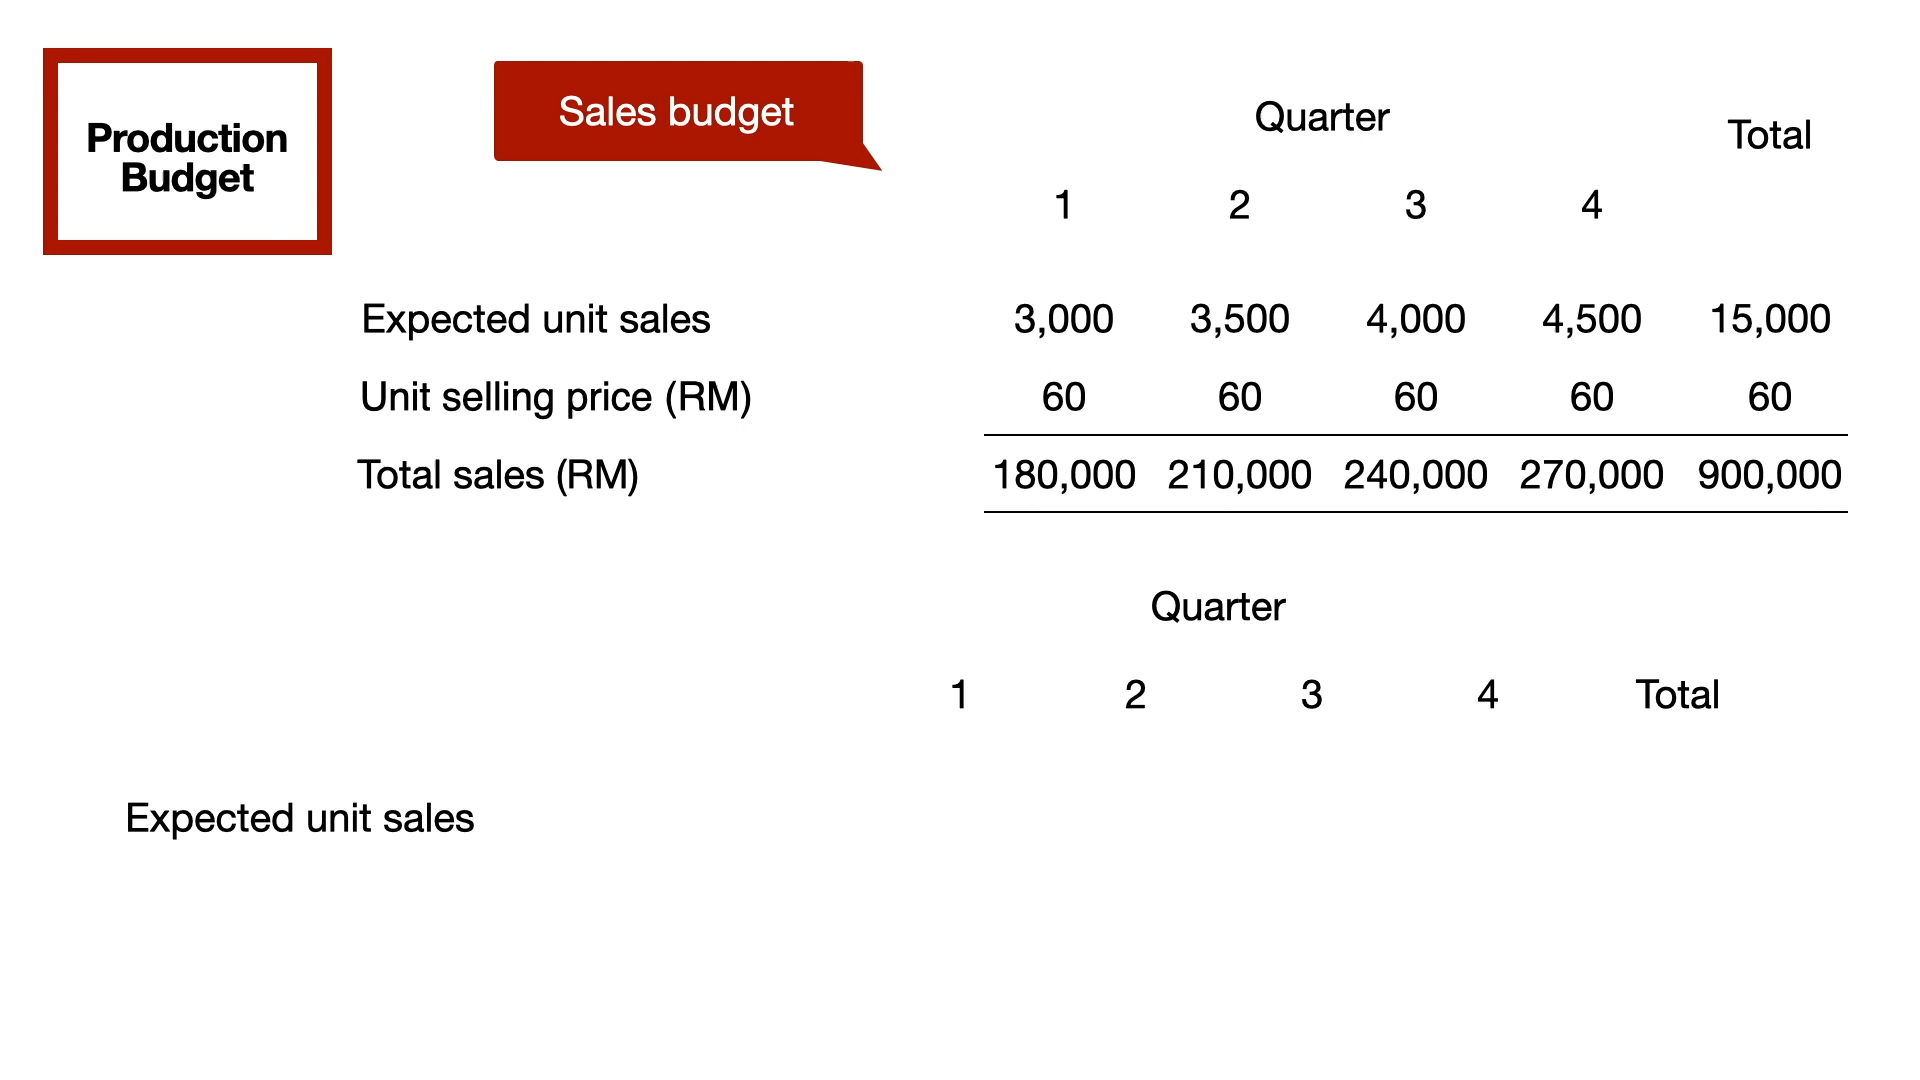 Production
Budget
Sales budget
Quarter
Total
1 2 3 4
Expected unit sales 3,000 3,500 4,000 4,500 15,000
Unit selling price (RM) 60 60 60 60 60
Total sales (RM) 180,000 210,000 240,000 270,000 900,000
Quarter
1 2 3 4 Total
Expected unit sales